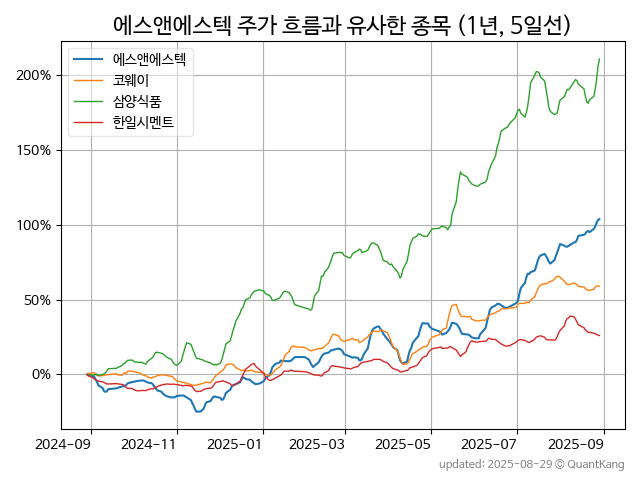 에스앤에스텍 주가 흐름과 유사한 종목 (1년, 5일선)
에스앤에스텍
코웨이
삼양식품
한일시멘트
200%
150%
100%
50%
0%
2024-09 2024-11 2025-01 2025-03 2025-05 2025-07 2025-09
updated: 2025-08-29 © QuantKang